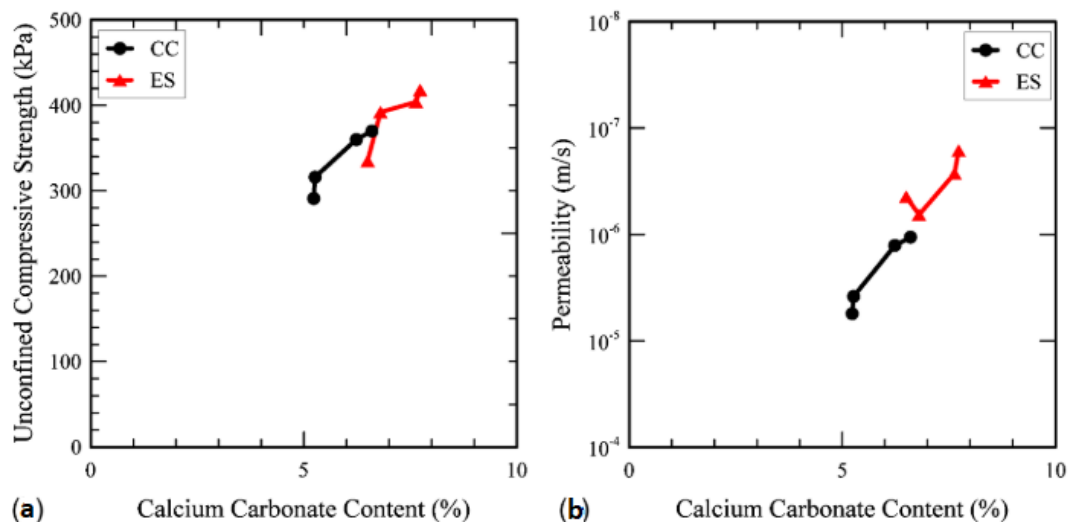 Unconfined Compressive Strength (kPa)
500
400
300
200
100
0
CC
ES
0
5
10
(a)
Calcium Carbonate Content (%)
Permeability (m/s)
10⁻⁸
10⁻⁷
10⁻⁶
10⁻⁵
10⁻⁴
CC
ES
0
5
10
(b)
Calcium Carbonate Content (%)